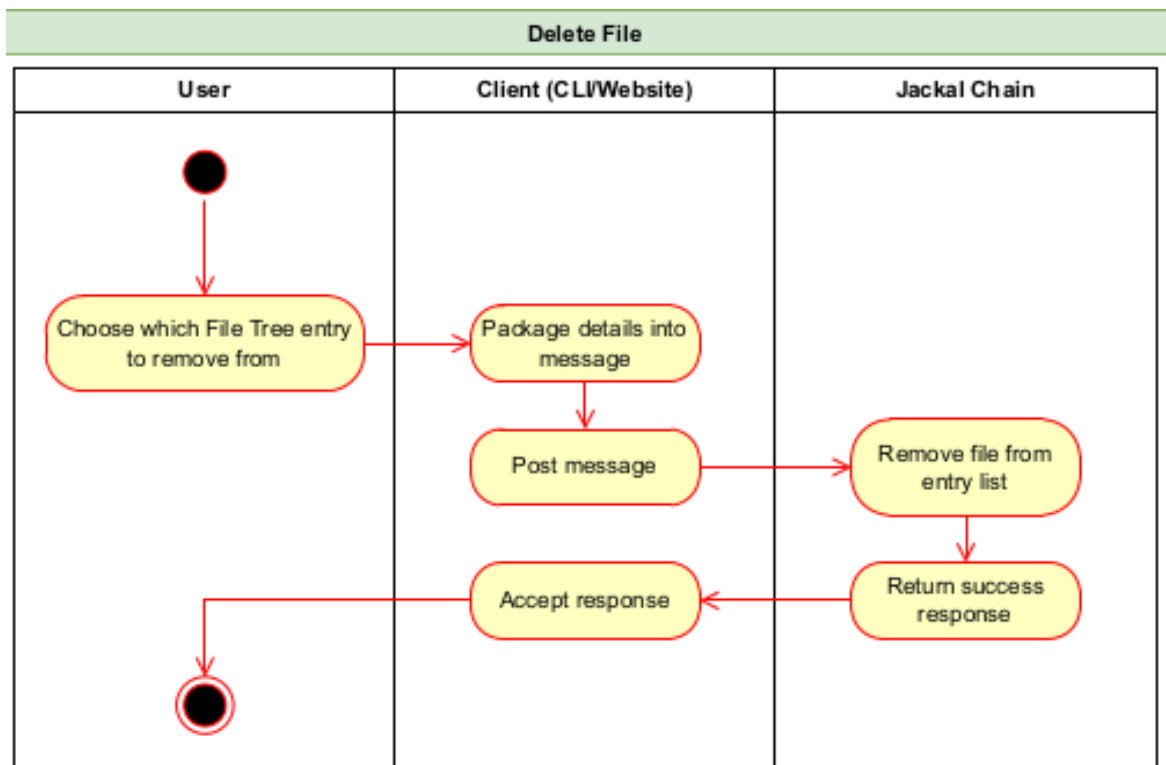 Delete File
User
Client (CLI/Website)
Jackal Chain
Choose which File Tree entry
to remove from
Package details into
message
Post message
Remove file from
entry list
Return success
response
Accept response